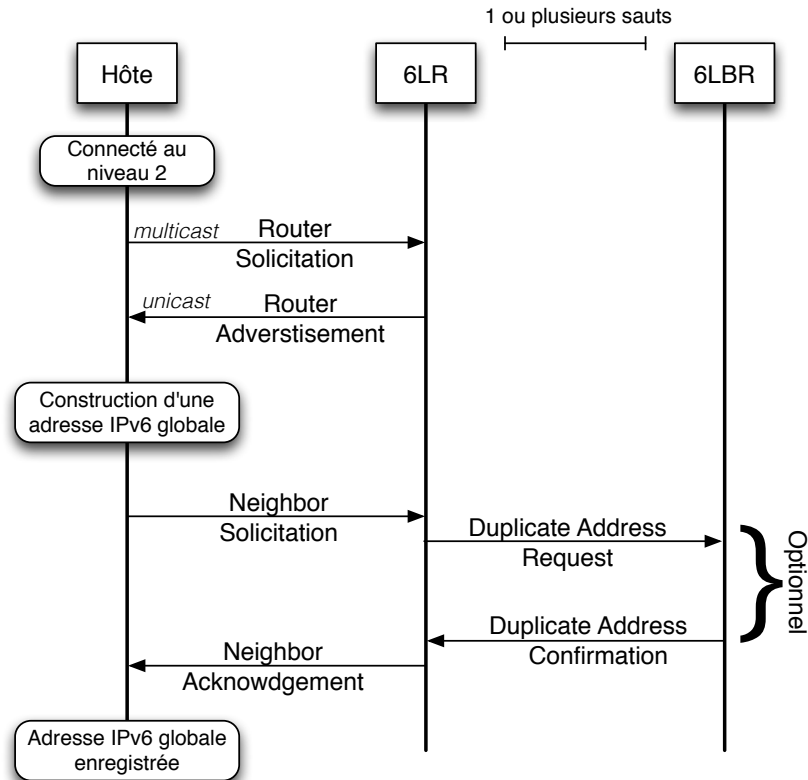 1 ou plusieurs sauts
Hôte
6LR
6LBR
Connecté au
niveau 2
multicast
Router
Solicitation
unicast
Router
Adverstisement
Construction d'une
adresse IPv6 globale
Neighbor
Solicitation
Duplicate Address
Request
Optionnel
Duplicate Address
Confirmation
Neighbor
Acknowdgement
Adresse IPv6 globale
enregistrée